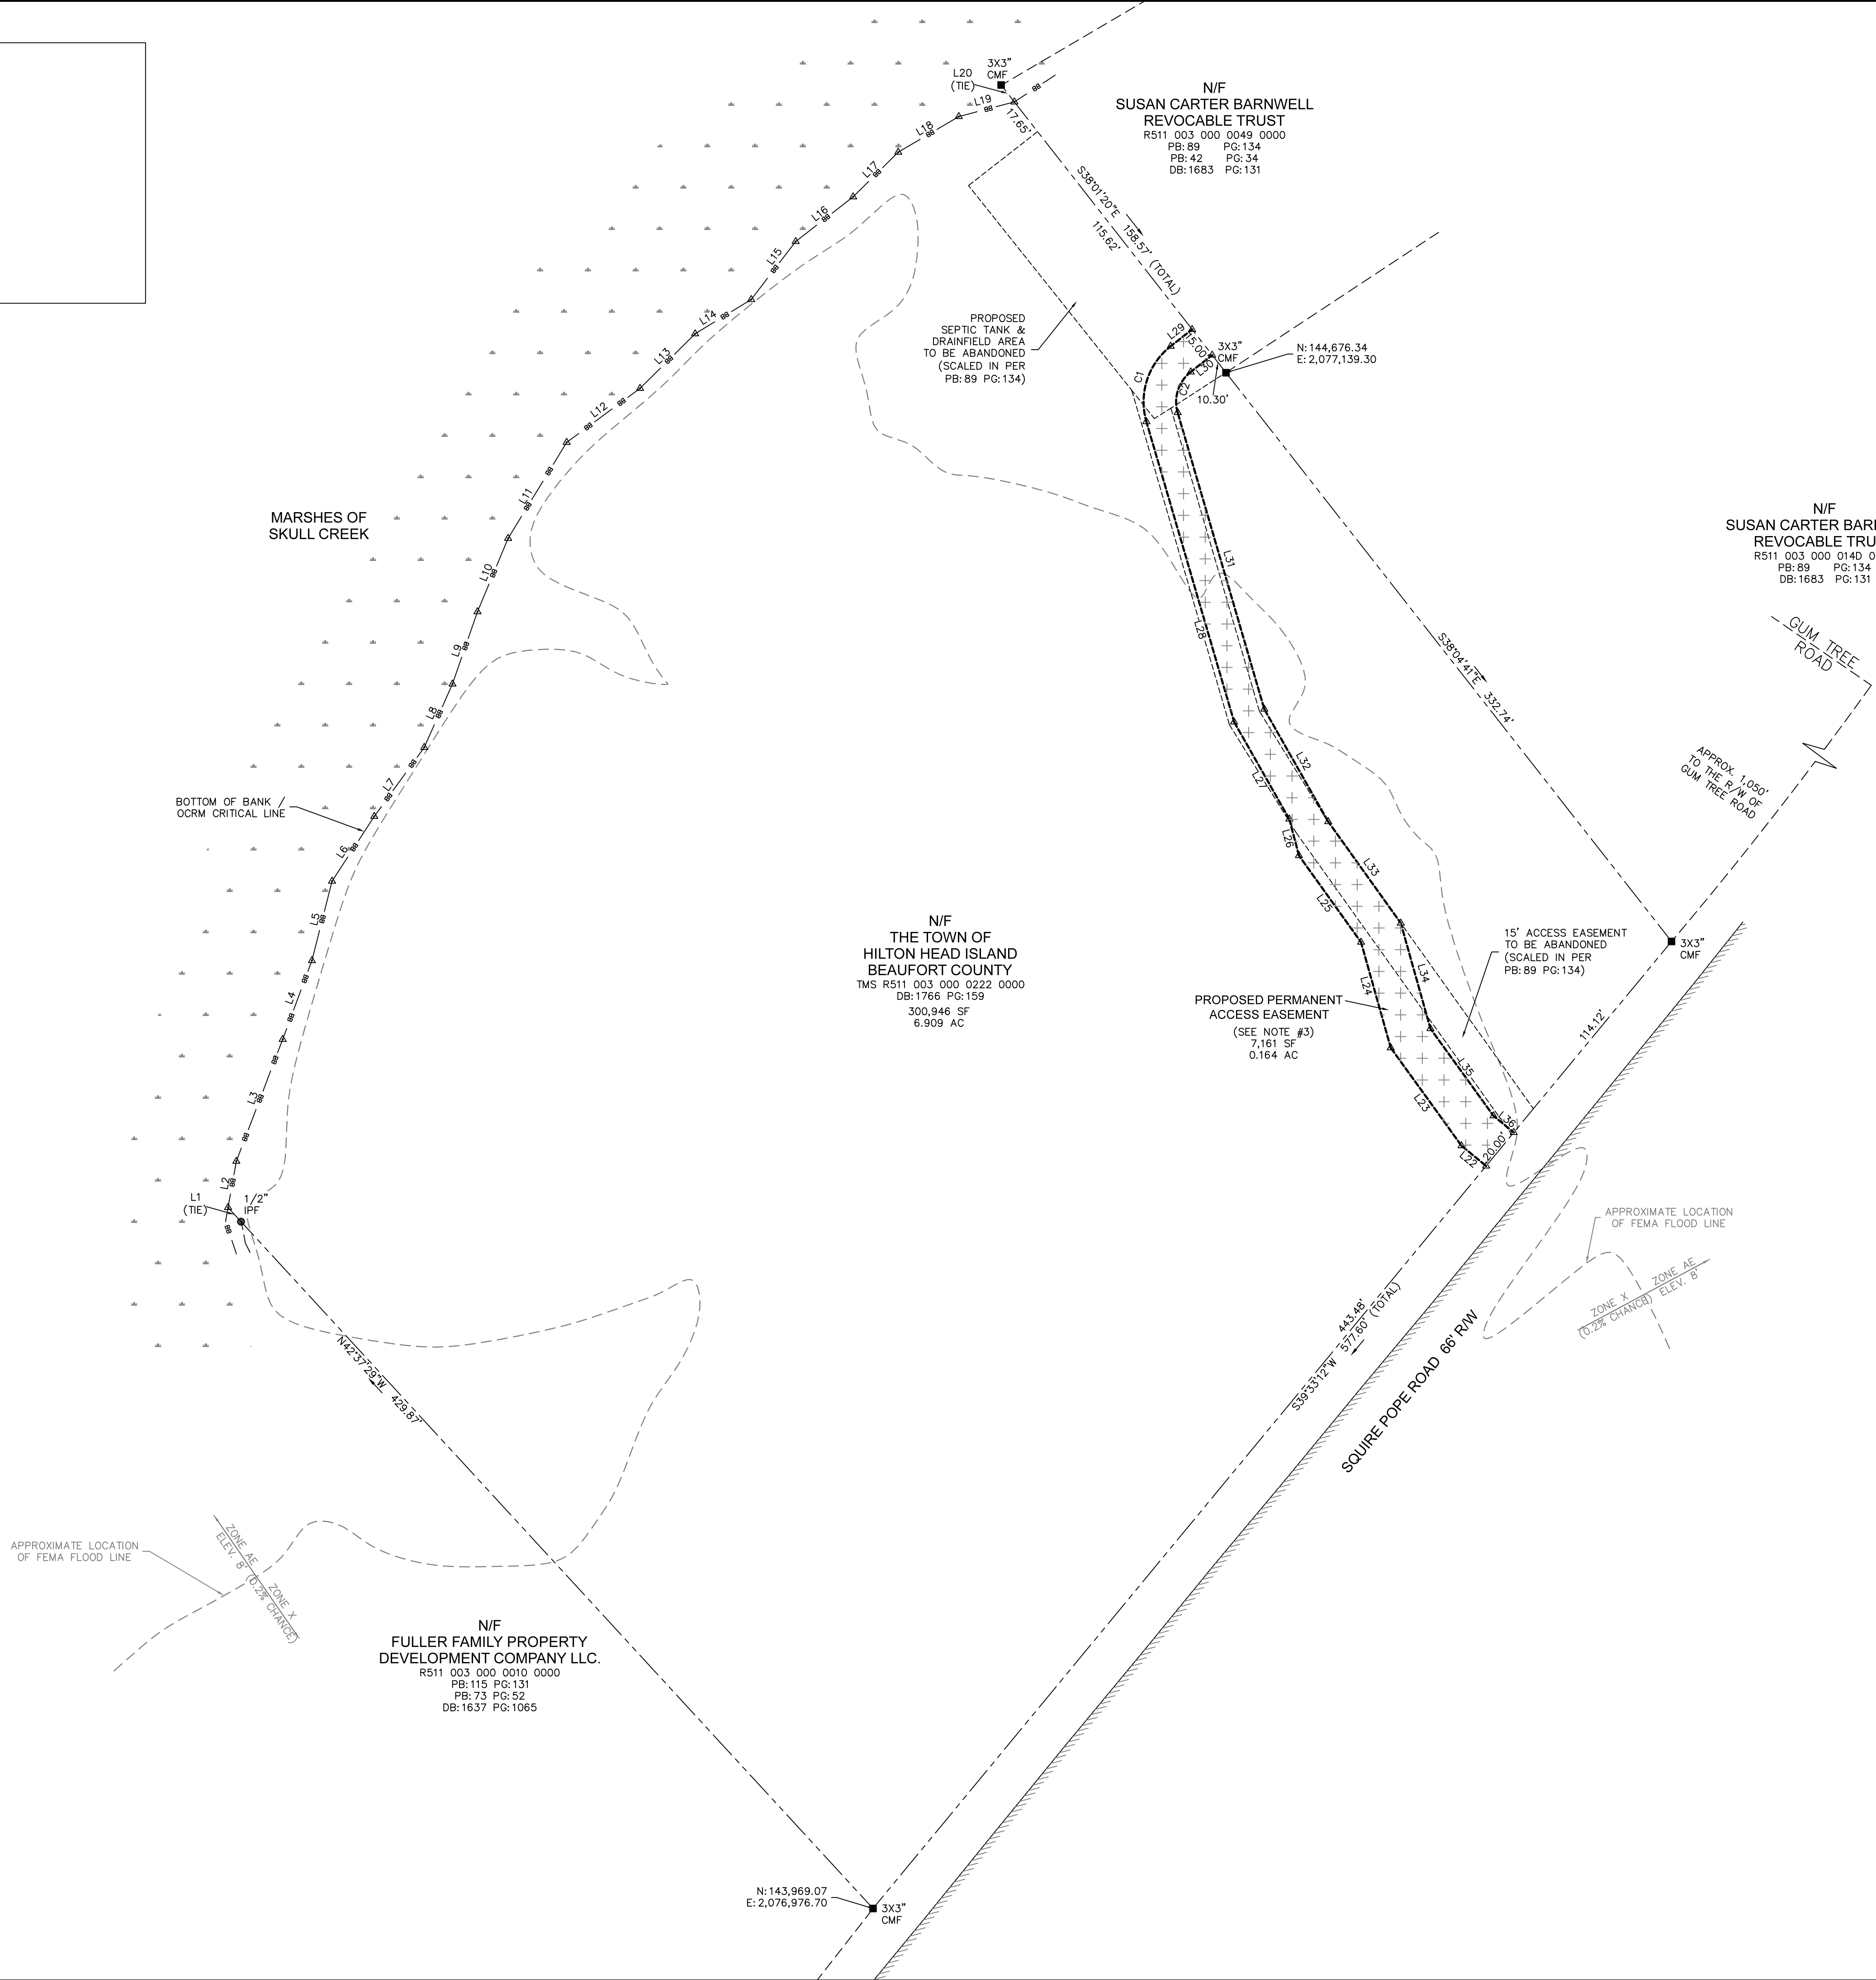 L20
(TIE)
3X3"
CMF
L19
17.65'
L18
L17
L16
L15
L14
L13
L12
L11
L10
L9
L8
L7
L6
L5
L4
L3
L2
BB
N/F
SUSAN CARTER BARNWELL
REVOCABLE TRUST
R511 003 000 0049 0000
PB:89 PG:134
PB:42 PG:34
DB:1683 PG:131
S38°01'20"E 158.57' (TOTAL)
115.62'
PROPOSED
SEPTIC TANK &
DRAINFIELD AREA
TO BE ABANDONED
(SCALED IN PER
PB:89 PG:134)
L29
15.00'
3X3"
CMF
L30
C1
C2
10.30'
N:144,676.34
E:2,077,139.30
MARSHES OF
SKULL CREEK
N/F
SUSAN CARTER BAR
REVOCABLE TRU
R511 003 000 014D 0
PB:89 PG:134
DB:1683 PG:131
L31
L28
GUM TREE
ROAD
S38°04'41"E 332.74'
APPROX. 1,050'
TO THE R/W OF
GUM TREE ROAD
L32
L27
L26
L33
L25
BOTTOM OF BANK /
OCRM CRITICAL LINE
N/F
THE TOWN OF
HILTON HEAD ISLAND
BEAUFORT COUNTY
TMS R511 003 000 0222 0000
DB:1766 PG:159
300,946 SF
6.909 AC
15' ACCESS EASEMENT
TO BE ABANDONED
(SCALED IN PER
PB:89 PG:134)
3X3"
CMF
L34
L24
PROPOSED PERMANENT
ACCESS EASEMENT
(SEE NOTE #3)
7,161 SF
0.164 AC
114.12'
L35
L23
L36
L22
20.00'
L1
(TIE)
1/2"
IPF
APPROXIMATE LOCATION
OF FEMA FLOOD LINE
ZONE AE
ELEV. 8'
ZONE X
(0.2% CHANCE)
443.48'
S39°33'12"W 577.60' (TOTAL)
SQUIRE POPE ROAD 66' R/W
N42°37'29"W 429.87'
APPROXIMATE LOCATION
OF FEMA FLOOD LINE
ZONE AE
ELEV. 8'
ZONE X
(0.2% CHANCE)
N/F
FULLER FAMILY PROPERTY
DEVELOPMENT COMPANY LLC.
R511 003 000 0010 0000
PB:115 PG:131
PB:73 PG:52
DB:1637 PG:1065
N:143,969.07
E:2,076,976.70
3X3"
CMF